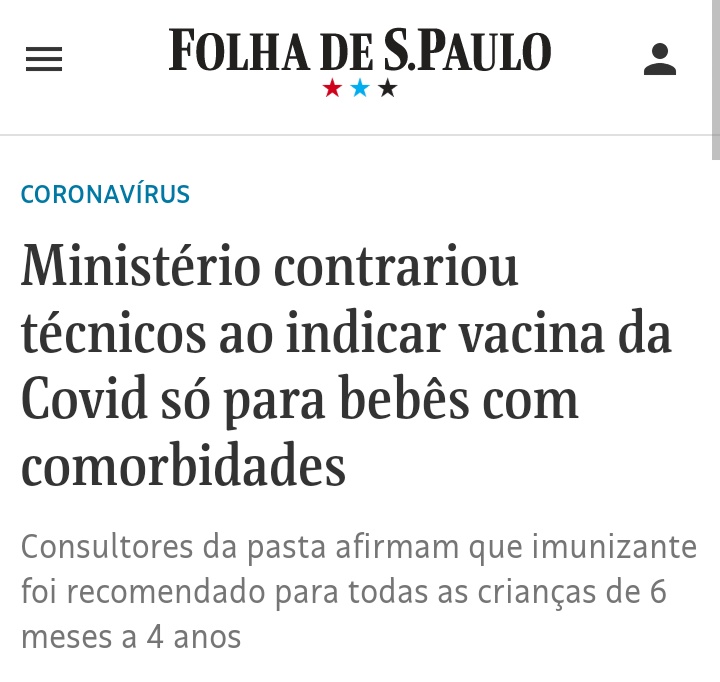 FOLHA DE S.PAULO
CORONAVÍRUS
Ministério contrariou
técnicos ao indicar vacina da
Covid só para bebês com
comorbidades
Consultores da pasta afirmam que imunizante
foi recomendado para todas as crianças de 6
meses a 4 anos